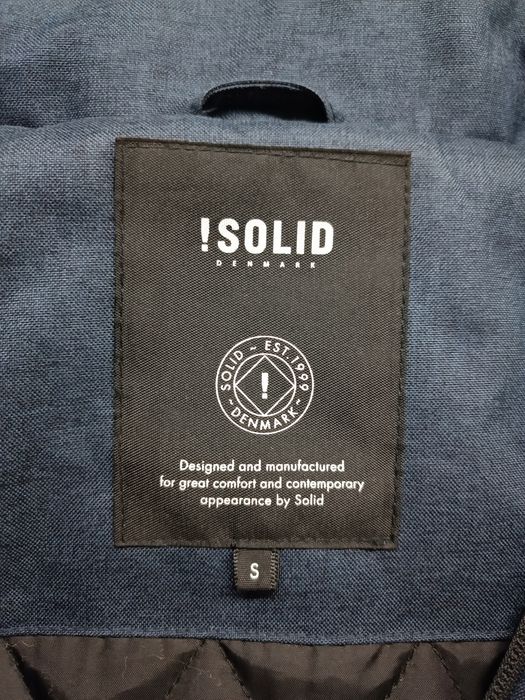 !SOLID
DENMARK
SOLID ~ EST.1999
~ DENMARK ~
!
Designed and manufactured
for great comfort and contemporary
appearance by Solid
S